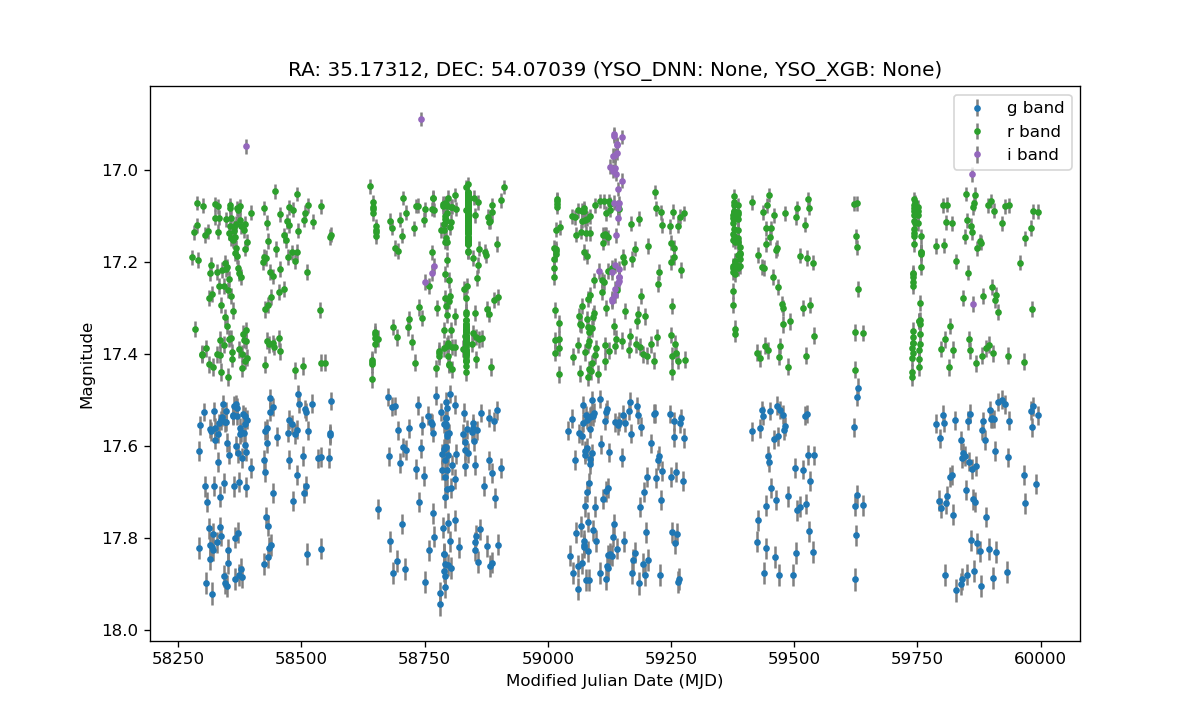 RA: 35.17312, DEC: 54.07039 (YSO_DNN: None, YSO_XGB: None)
g band
r band
i band
Magnitude
17.0
17.2
17.4
17.6
17.8
18.0
58250 58500 58750 59000 59250 59500 59750 60000
Modified Julian Date (MJD)